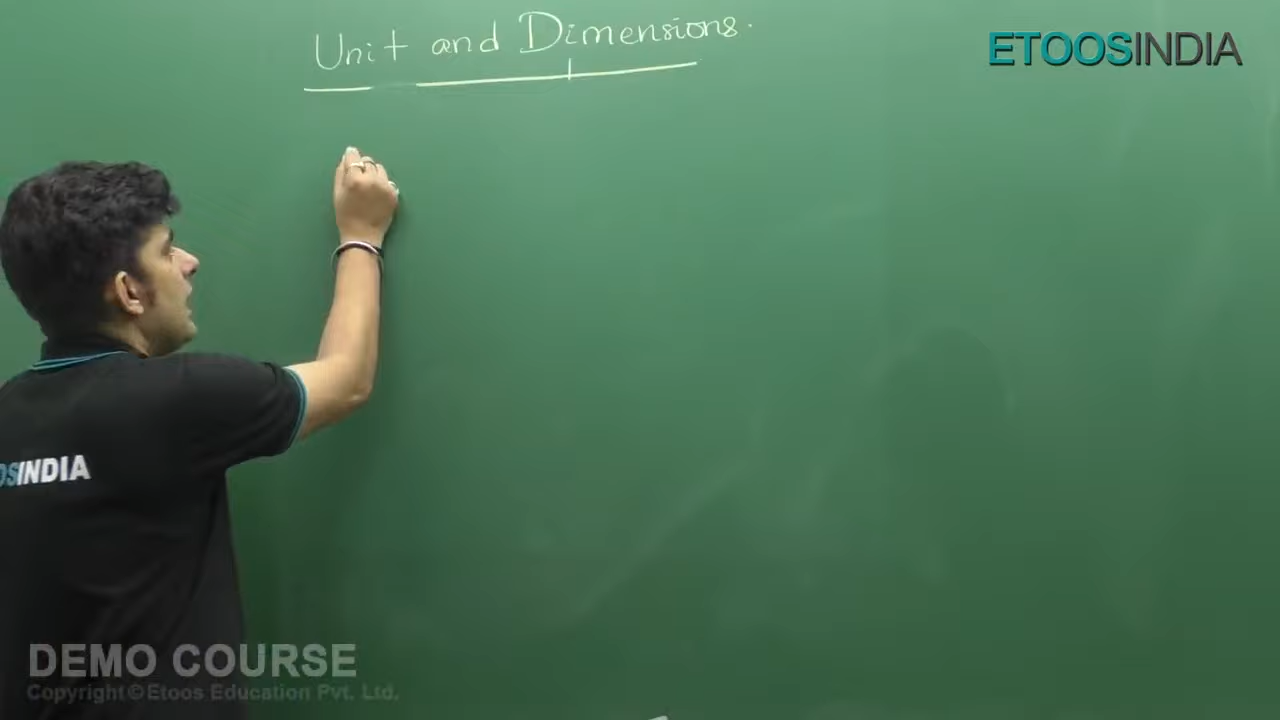 Unit and Dimensions.
ETOOSINDIA
OSINDIA
DEMO COURSE
Copyright©Etoos Education Pvt. Ltd.